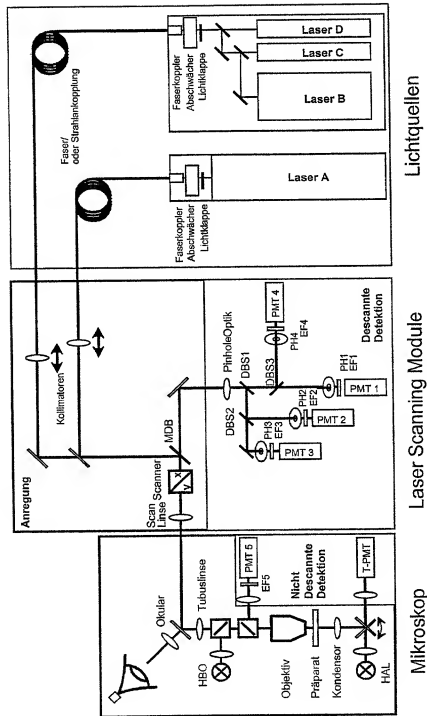 Lichtquellen
Laser D
Laser C
Laser B
Faserkoppler
Abschwächer
Lichtklappe
Faser/
oder Strahlankopplung
Laser A
Faserkoppler
Abschwächer
Lichtklappe
Laser Scanning Module
Kollimatoren
Anregung
MDB
Scanner
Scan
Linse
x
y
PinholeOptik
DBS1
DBS2
DBS3
PMT 4
EF4
PH4
Descannte
Detektion
PH1
EF1
PMT 1
PH2
EF2
PMT 2
PH3
EF3
PMT 3
Mikroskop
Okular
Tubuslinse
HBO
PMT 5
EF5
Nicht
Descannte
Detektion
Objektiv
Präparat
Kondensor
T-PMT
HAL